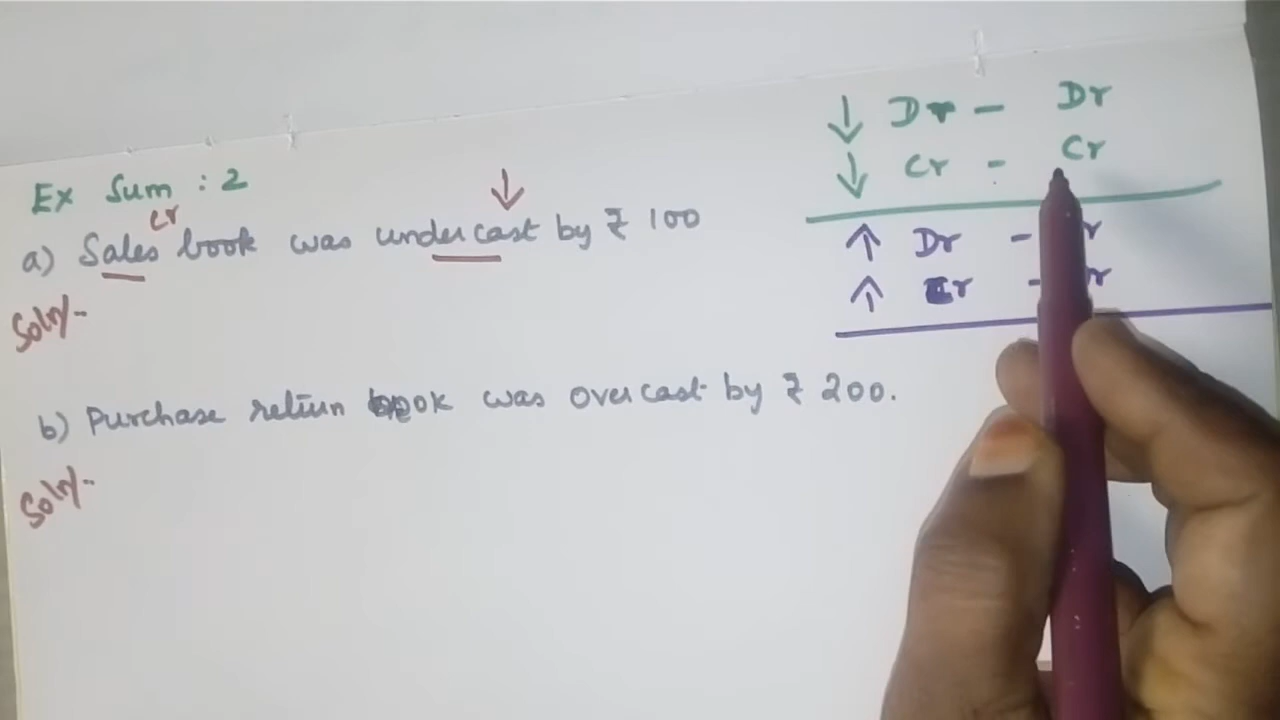 Ex Sum : 2
cr
a) Sales book was undercast by ₹ 100
Soln/-
b) Purchase return book was overcast by ₹ 200.
Soln/-
↓ Dr - Dr
↓ Cr - Cr
↑ Dr -
↑ Cr -